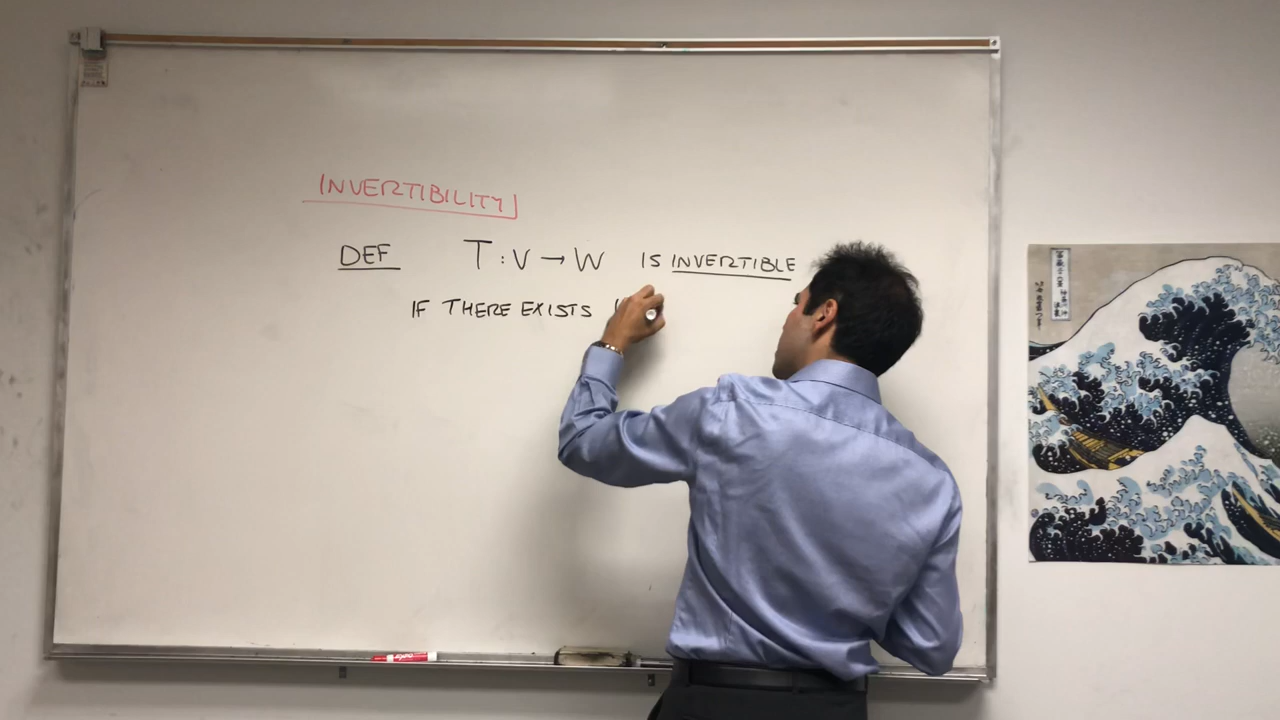 INVERTIBILITY
DEF T : V → W IS INVERTIBLE
IF THERE EXISTS